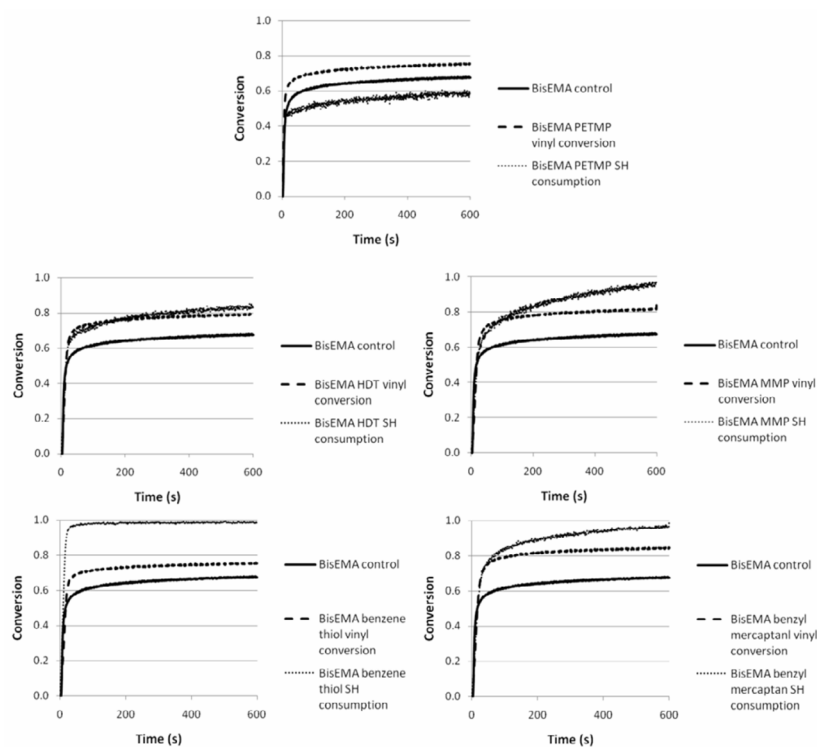 1.0
0.8
0.6
0.4
0.2
0.0
Conversion
0
200
400
600
Time (s)
BisEMA control
BisEMA PETMP
vinyl conversion
BisEMA PETMP SH
consumption
1.0
0.8
0.6
0.4
0.2
0.0
Conversion
0
200
400
600
Time (s)
BisEMA control
BisEMA HDT vinyl
conversion
BisEMA HDT SH
consumption
1.0
0.8
0.6
0.4
0.2
0.0
Conversion
0
200
400
600
Time (s)
BisEMA control
BisEMA MMP vinyl
conversion
BisEMA MMP SH
consumption
1.0
0.8
0.6
0.4
0.2
0.0
Conversion
0
200
400
600
Time (s)
BisEMA control
BisEMA benzene
thiol vinyl
conversion
BisEMA benzene
thiol SH
consumption
1.0
0.8
0.6
0.4
0.2
0.0
Conversion
0
200
400
600
Time (s)
BisEMA control
BisEMA benzyl
mercaptanl vinyl
conversion
BisEMA benzyl
mercaptan SH
consumption